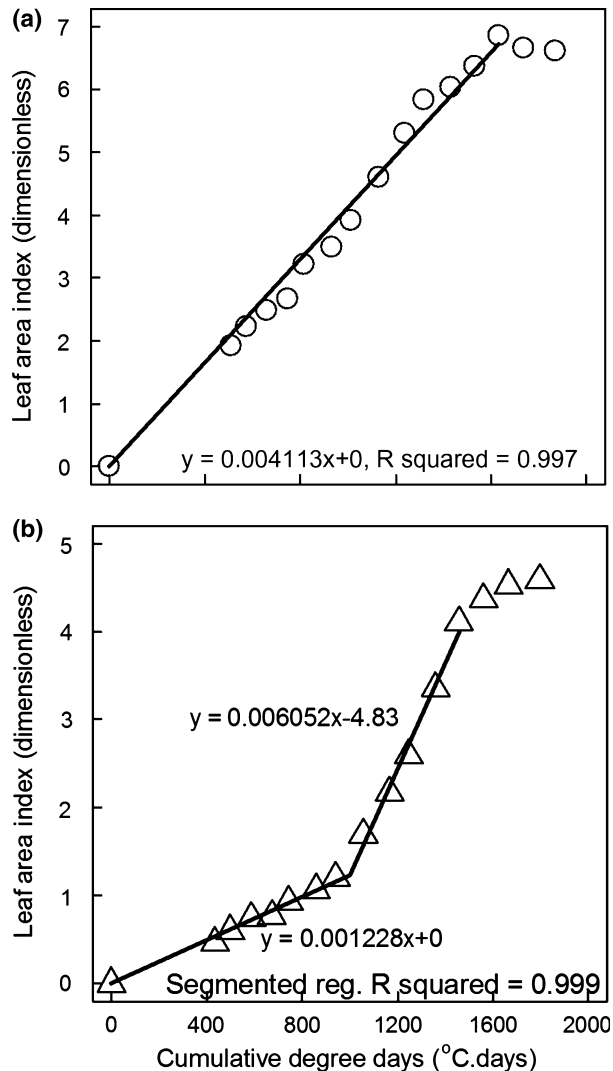 (a)
Leaf area index (dimensionless)
7
6
5
4
3
2
1
0
y = 0.004113x+0, R squared = 0.997
(b)
Leaf area index (dimensionless)
5
4
3
2
1
0
y = 0.006052x-4.83
y = 0.001228x+0
Segmented reg. R squared = 0.999
0 400 800 1200 1600 2000
Cumulative degree days (°C.days)